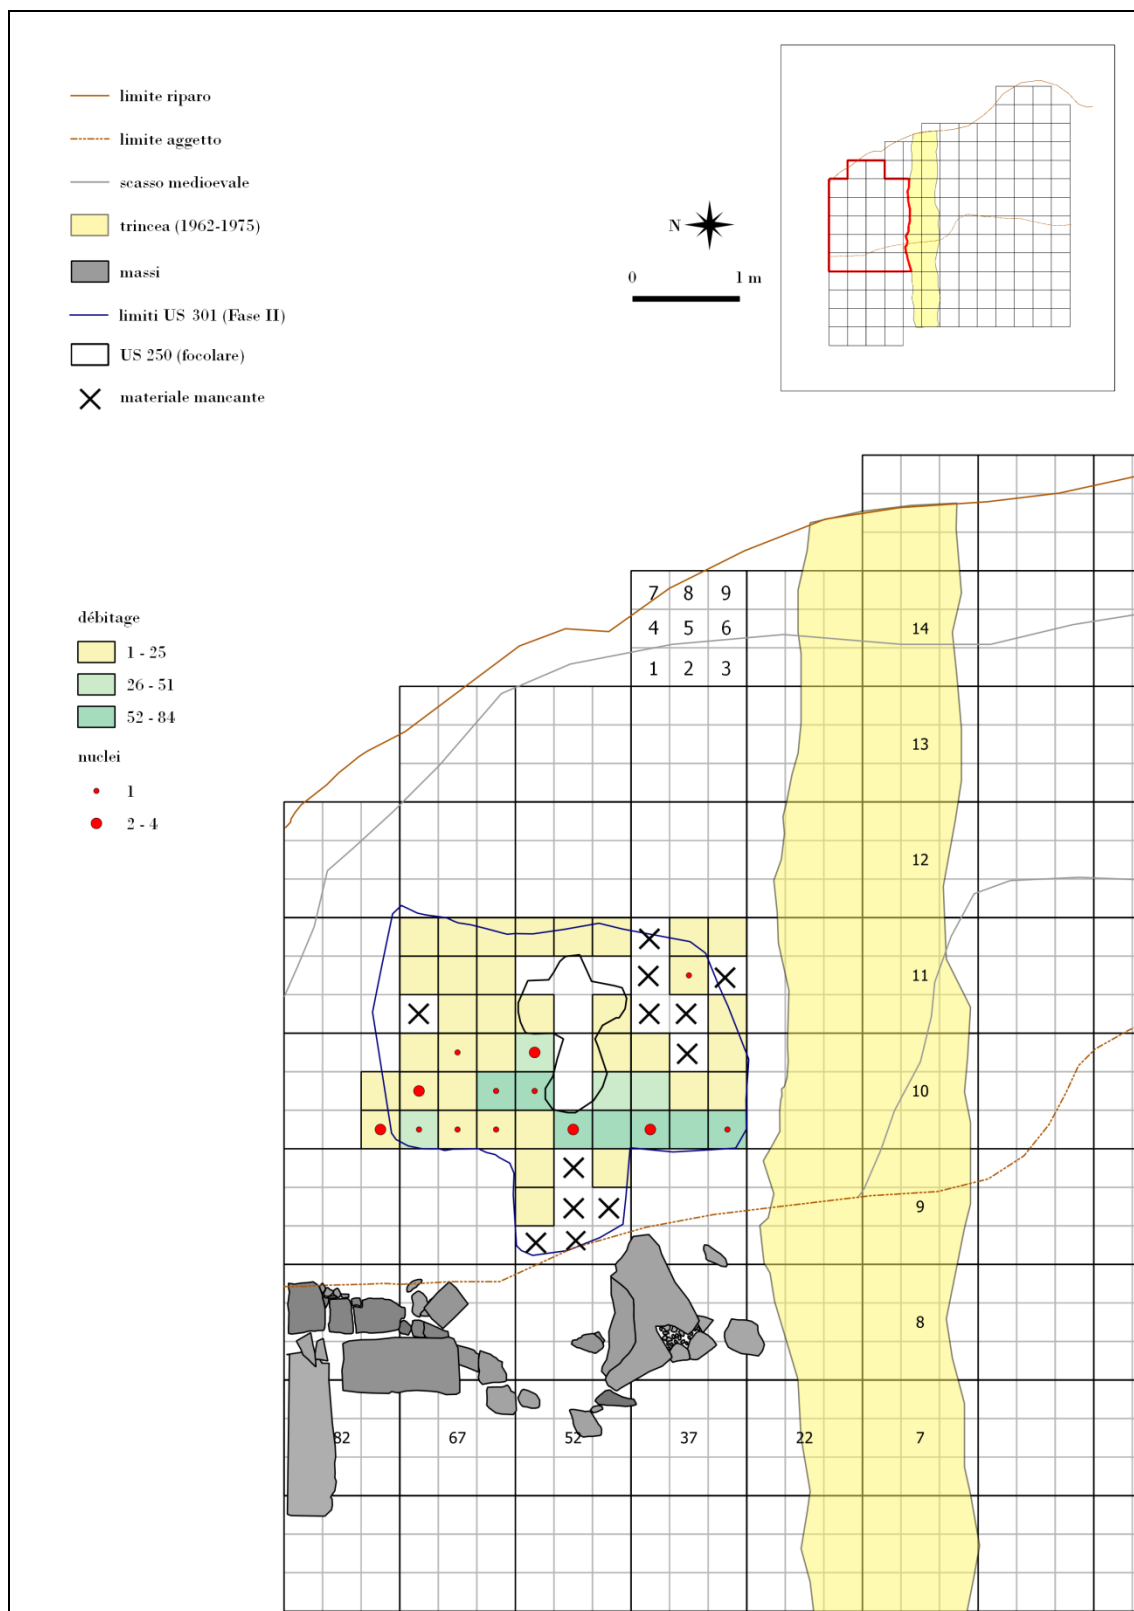 limite riparo
limite aggetto
scasso medioevale
trincea (1962-1975)
massi
limiti US 301 (Fase II)
US 250 (focolare)
materiale mancante
N
0 1 m
débitage
1 - 25
26 - 51
52 - 84
nuclei
1
2 - 4
7 8 9
4 5 6
1 2 3
14
13
12
11
10
9
8
82 67 52 37 22 7